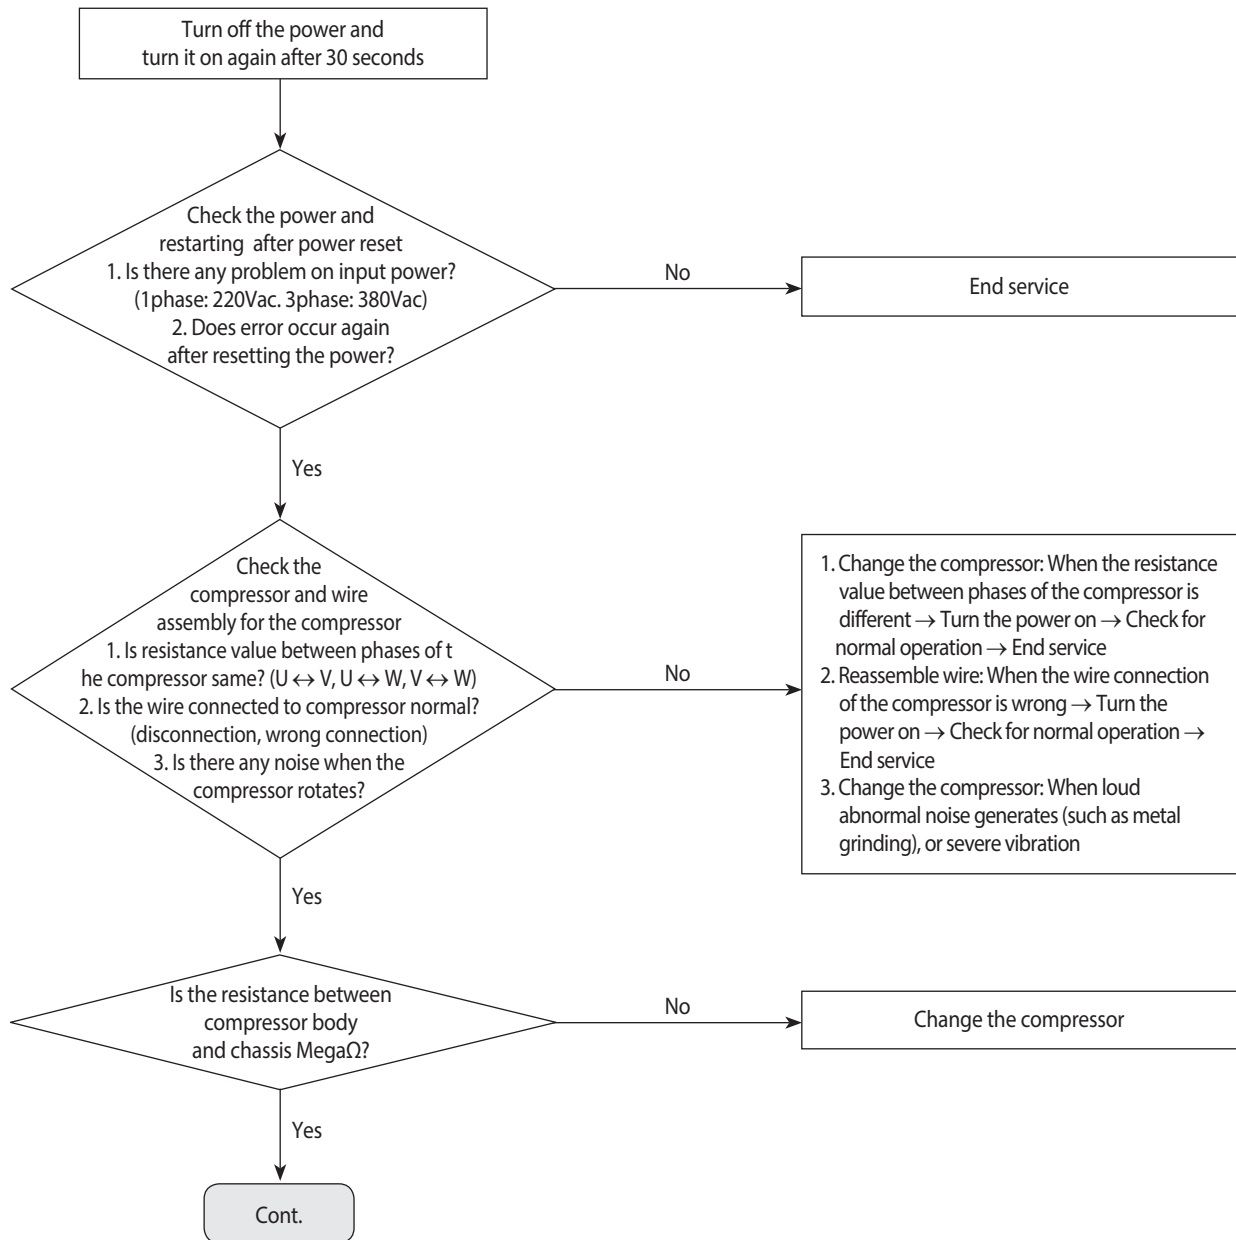 Turn off the power and
turn it on again after 30 seconds
Check the power and
restarting after power reset
1. Is there any problem on input power?
(1phase: 220Vac. 3phase: 380Vac)
2. Does error occur again
after resetting the power?
No
End service
Yes
Check the
compressor and wire
assembly for the compressor
1. Is resistance value between phases of t
he compressor same? (U ↔ V, U ↔ W, V ↔ W)
2. Is the wire connected to compressor normal?
(disconnection, wrong connection)
3. Is there any noise when the
compressor rotates?
No
1. Change the compressor: When the resistance
value between phases of the compressor is
different → Turn the power on → Check for
normal operation → End service
2. Reassemble wire: When the wire connection
of the compressor is wrong → Turn the
power on → Check for normal operation →
End service
3. Change the compressor: When loud
abnormal noise generates (such as metal
grinding), or severe vibration
Yes
Is the resistance between
compressor body
and chassis MegaΩ?
No
Change the compressor
Yes
Cont.